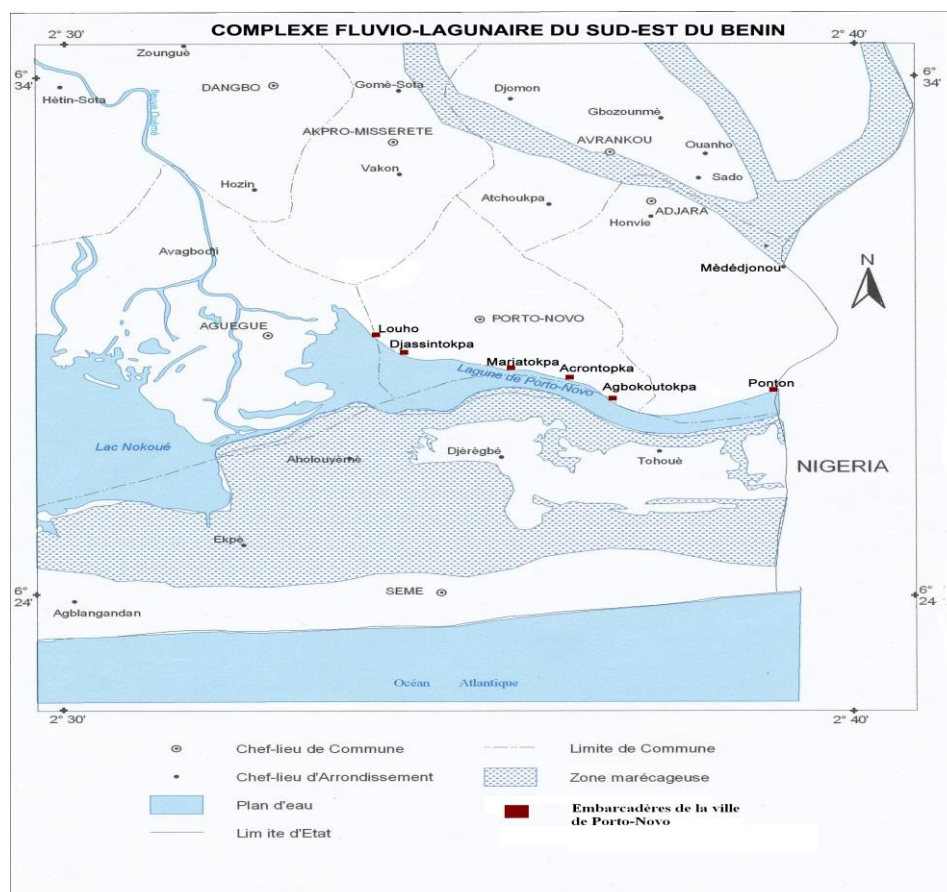 COMPLEXE FLUVIO-LAGUNAIRE DU SUD-EST DU BENIN
2° 30'
2° 40'
6°
34'
6°
34'
Zounguè
Hètin-Sota
DANGBO
Gomè-Sota
Djomon
Gbozounmè
AKPRO-MISSERETE
AVRANKOU
Ouanho
Vakon
Sado
Hozin
Atchoukpa
ADJARA
Honvie
Avagbodji
Mèdédjonou
N
AGUEGUE
PORTO-NOVO
Louho
Djassintokpa
Mariatokpa
Acrontopka
Lagune de Porto-Novo
Agbokoutokpa
Ponton
Lac Nokoué
Aholouyèmè
Djèrègbé
Tohouè
NIGERIA
Ekpè
SEME
6°
24'
6°
24'
Agblangandan
Océan Atlantique
2° 30'
2° 40'
Chef-lieu de Commune
Limite de Commune
Chef-lieu d'Arrondissement
Zone marécageuse
Plan d'eau
Embarcadères de la ville
de Porto-Novo
Lim ite d'Etat